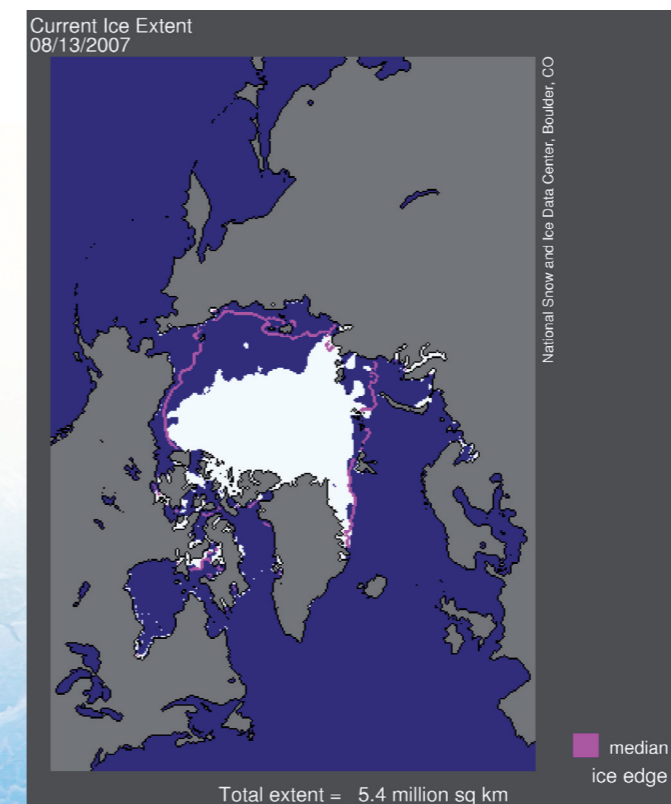 Current Ice Extent
08/13/2007
National Snow and Ice Data Center, Boulder, CO
median
ice edge
Total extent = 5.4 million sq km